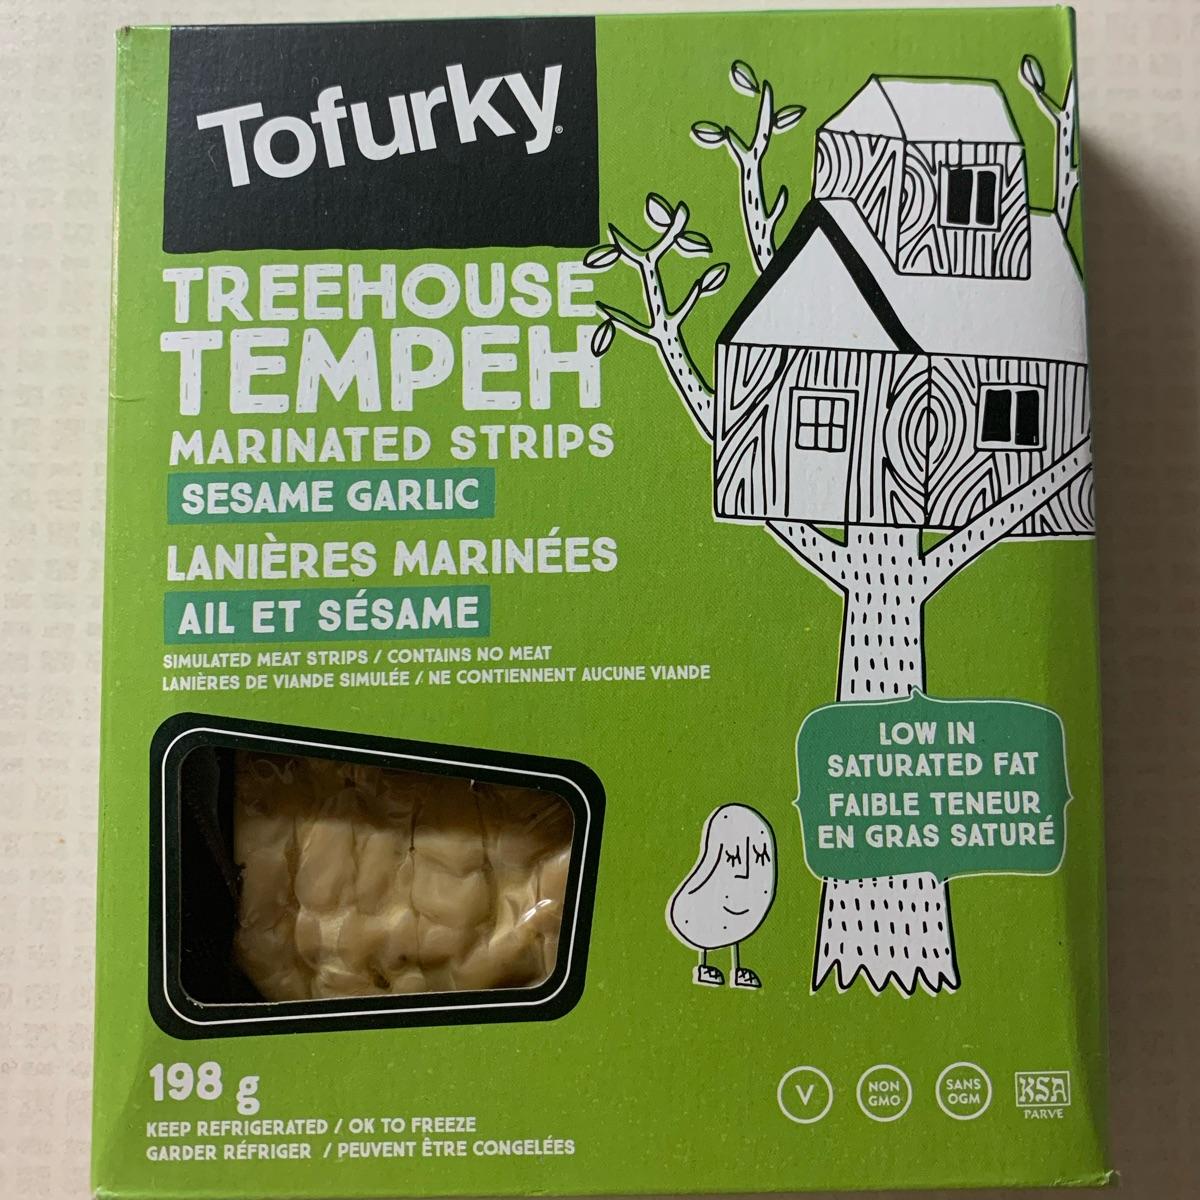 Tofurky®
TREEHOUSE
TEMPEH
MARINATED STRIPS
SESAME GARLIC
LANIÈRES MARINÉES
AIL ET SÉSAME
SIMULATED MEAT STRIPS / CONTAINS NO MEAT
LANIÈRES DE VIANDE SIMULÉE / NE CONTIENNENT AUCUNE VIANDE
LOW IN
SATURATED FAT
FAIBLE TENEUR
EN GRAS SATURÉ
198 g
KEEP REFRIGERATED / OK TO FREEZE
GARDER RÉFRIGER / PEUVENT ÊTRE CONGELÉES
V
NON
GMO
SANS
OGM
KSA
PARVE